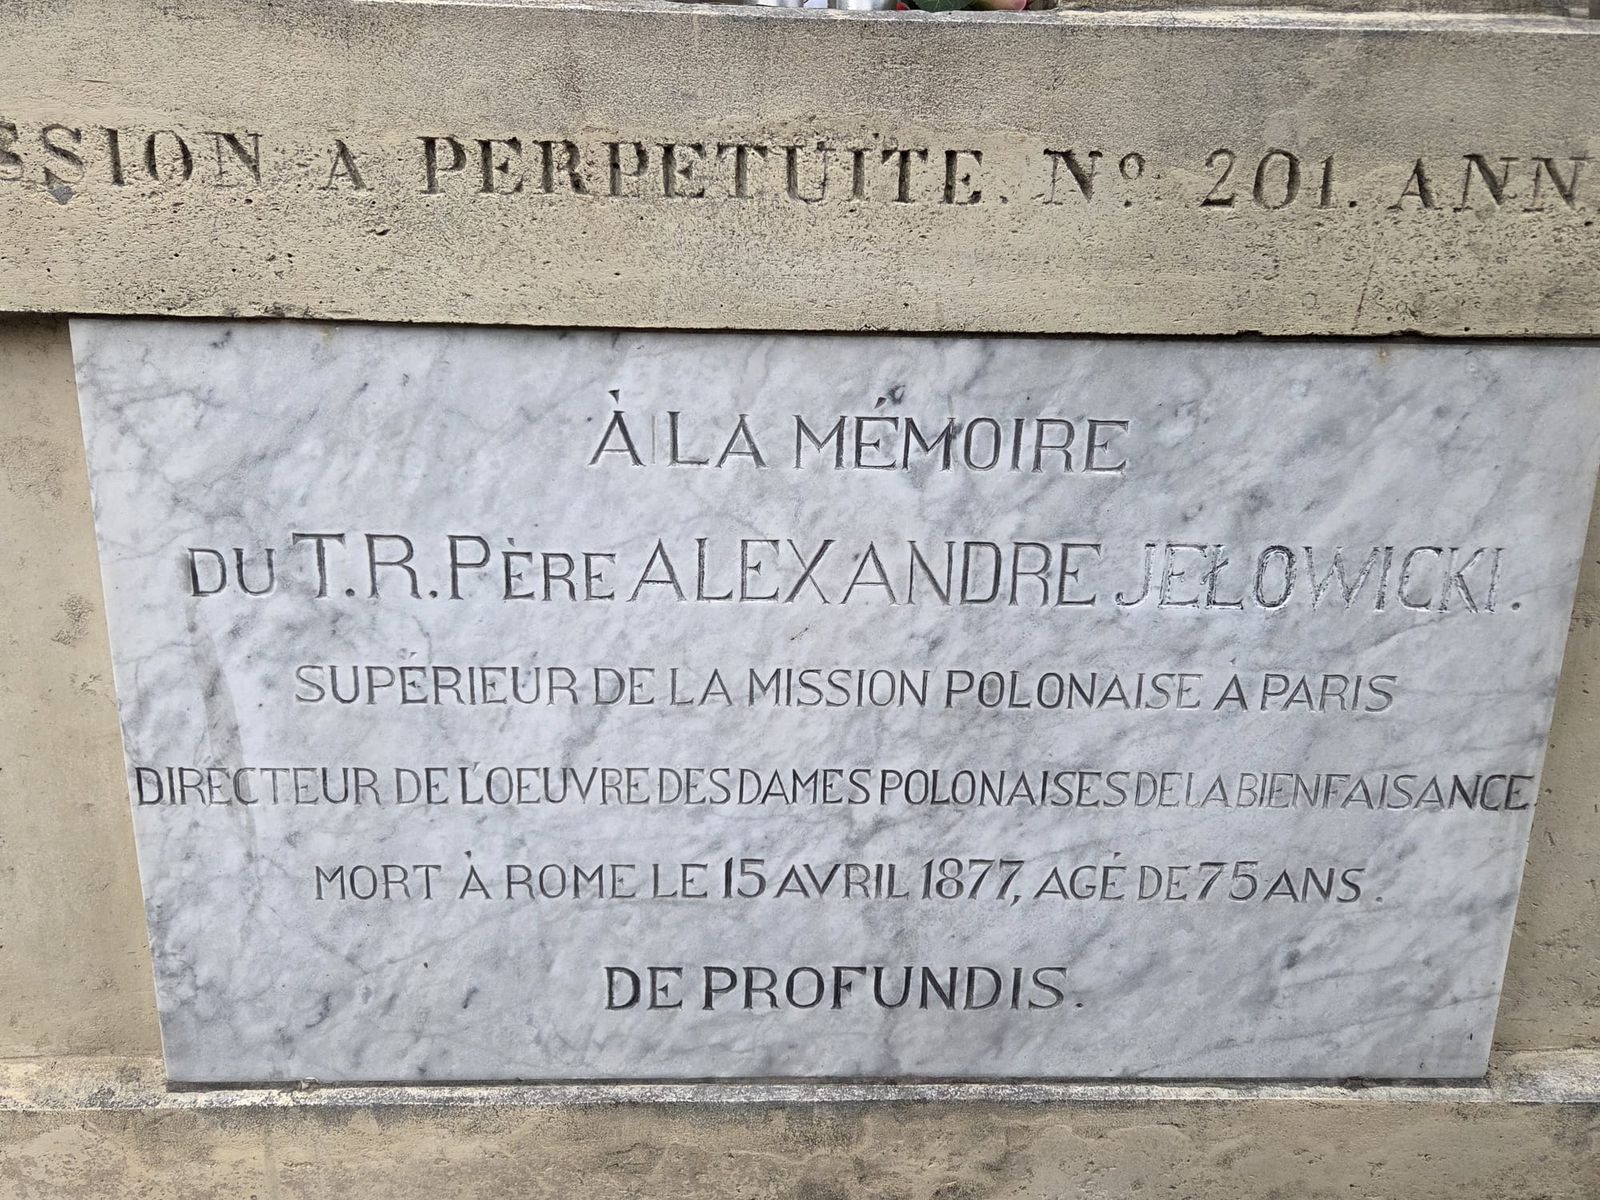 SSION A PERPETUITE. Nº. 201. ANN
À LA MÉMOIRE
DU T.R. PÈRE ALEXANDRE JEŁOWICKI.
SUPÉRIEUR DE LA MISSION POLONAISE À PARIS
DIRECTEUR DE L'OEUVRE DES DAMES POLONAISES DE LA BIENFAISANCE
MORT À ROME LE 15 AVRIL 1877, AGÉ DE 75 ANS.
DE PROFUNDIS.